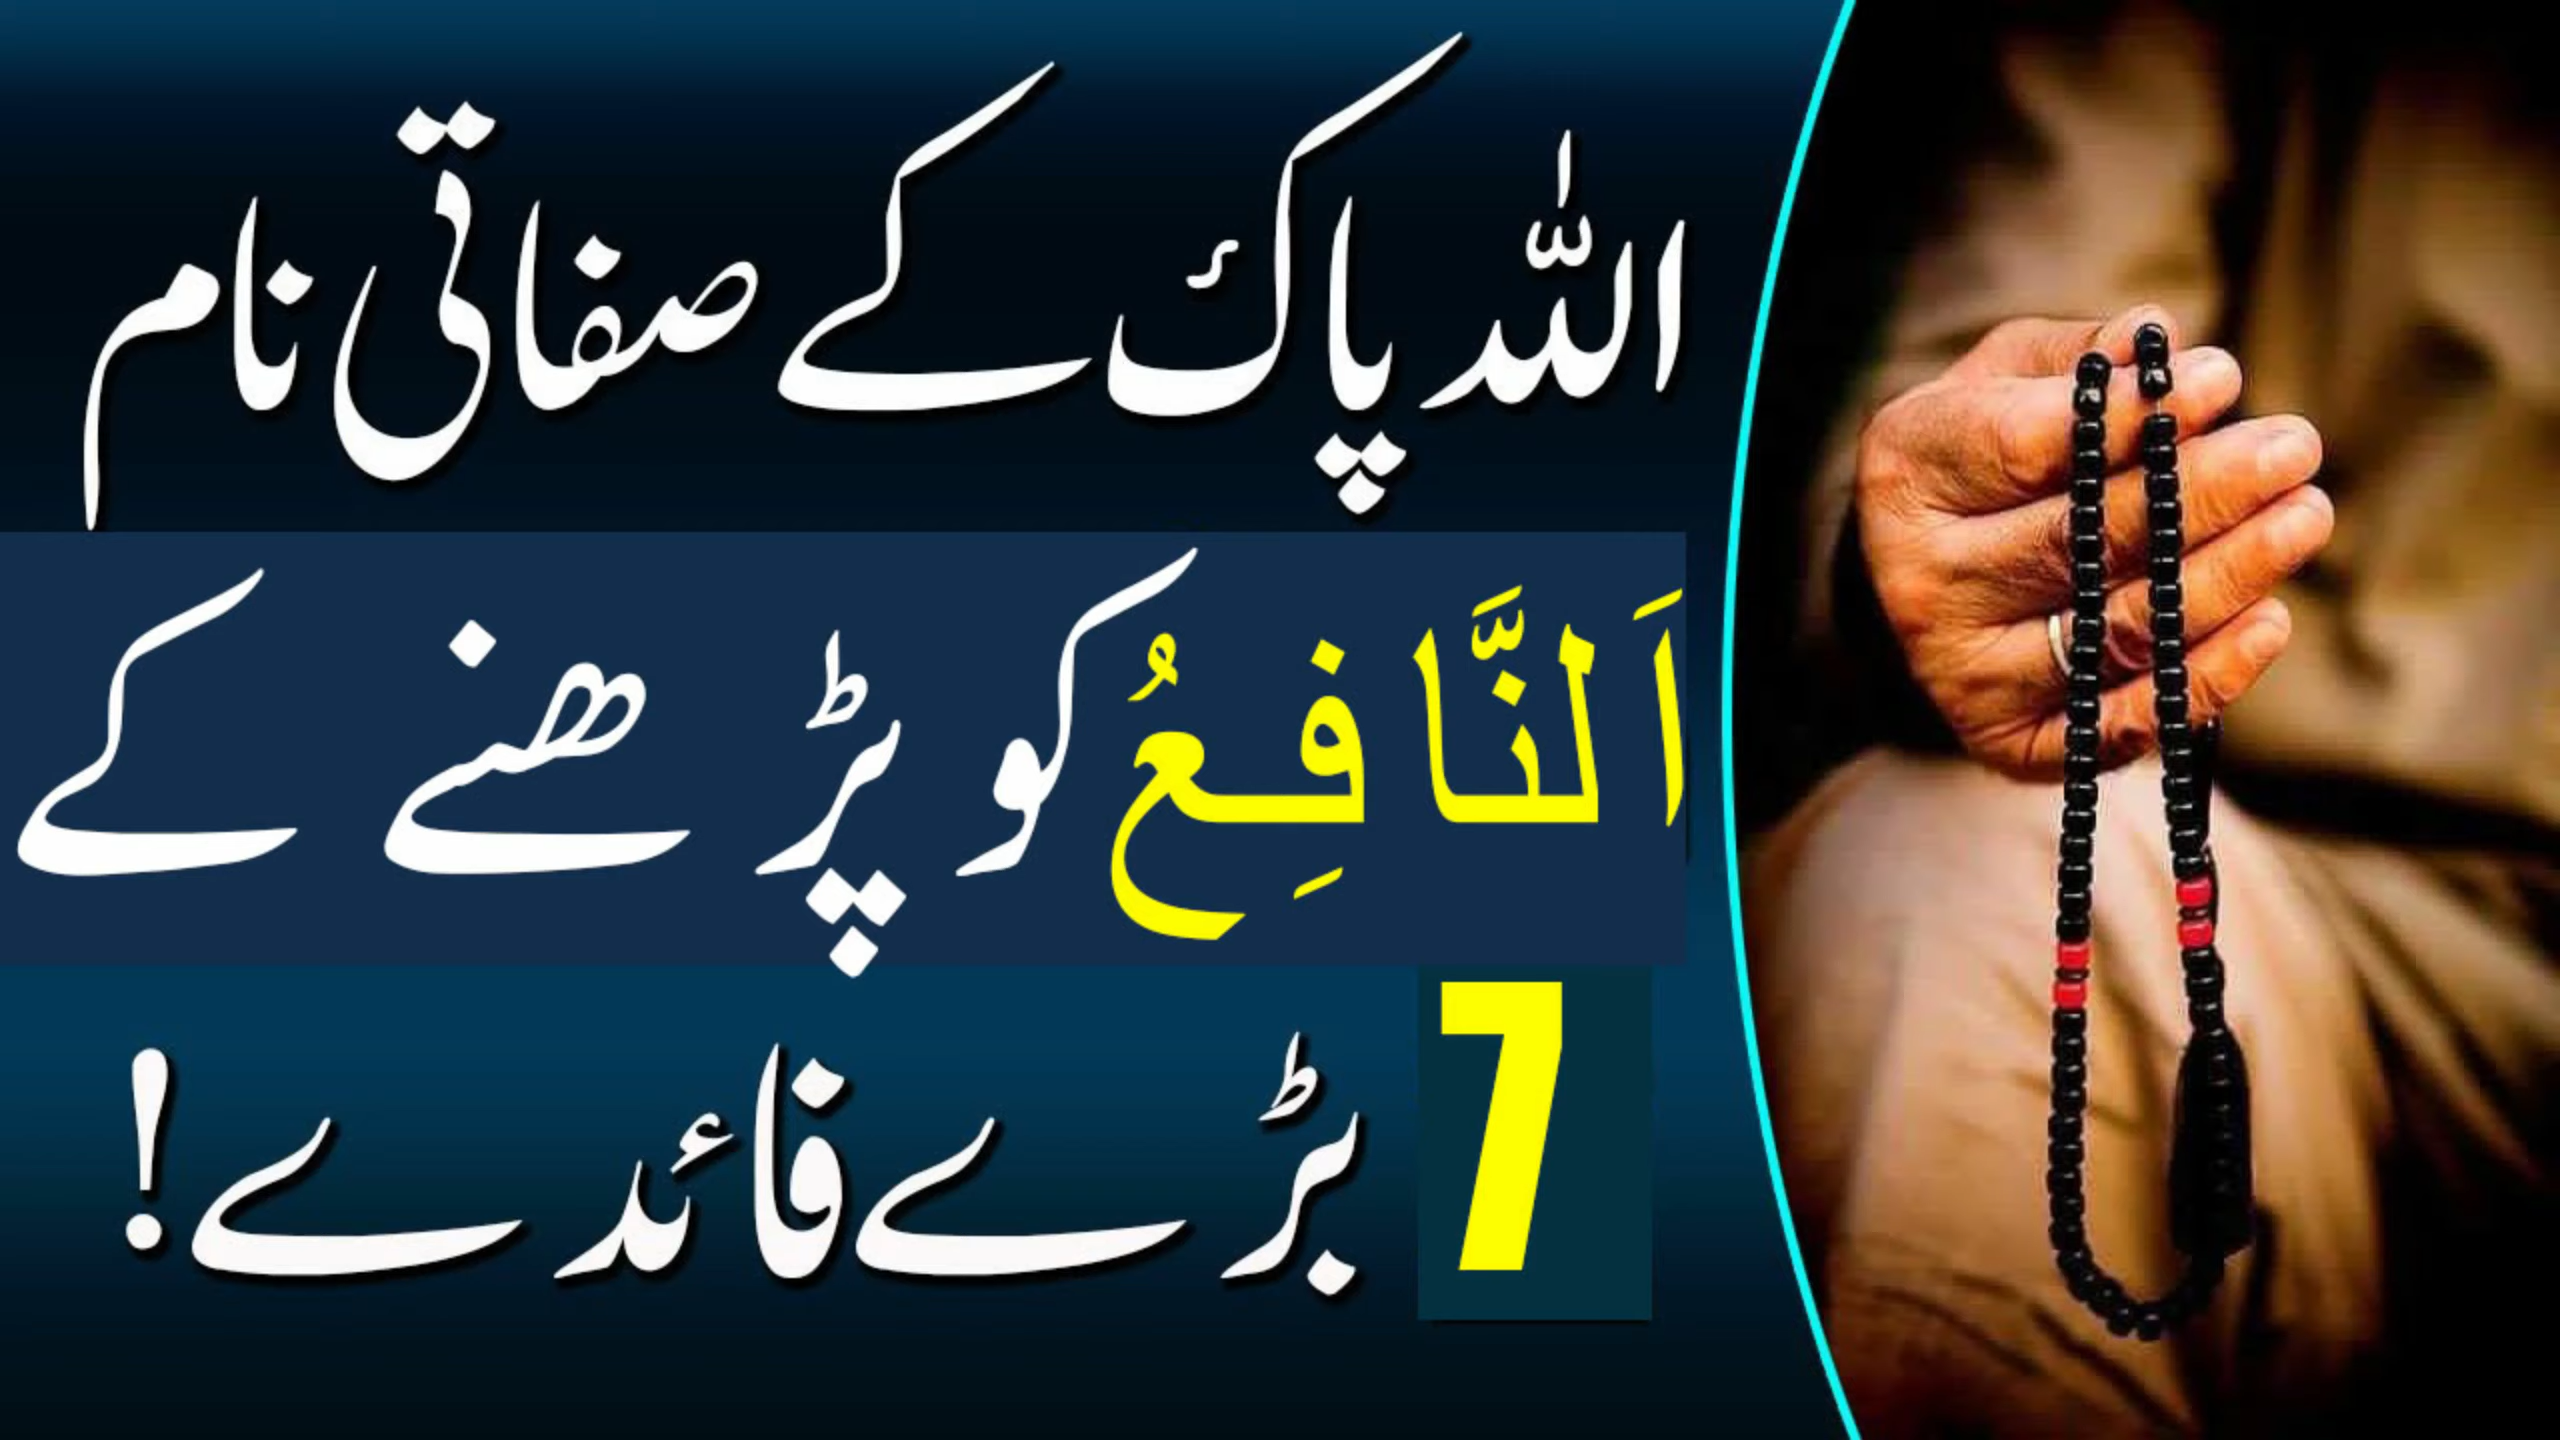 اللہ پاک کے صفاتی نام
اَلنَّافِعُ کو پڑھنے کے
7 بڑے فائدے!